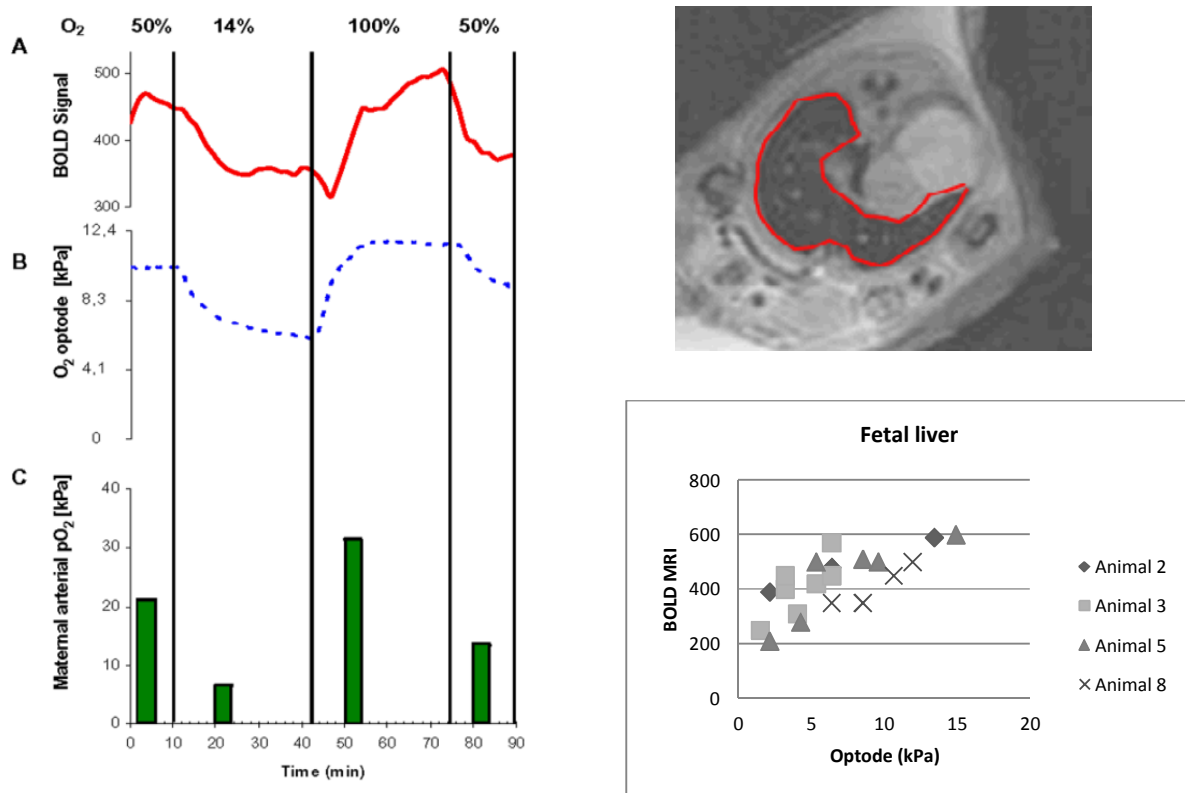 O2 50% 14% 100% 50%
A
BOLD Signal
500
400
300
B
O2 optode [kPa]
12,4
8,3
4,1
0
C
Maternal arterial pO2 [kPa]
40
30
20
10
0
0 10 20 30 40 50 60 70 80 90
Time (min)
Fetal liver
BOLD MRI
800
600
400
200
0
0 5 10 15 20
Optode (kPa)
Animal 2
Animal 3
Animal 5
Animal 8